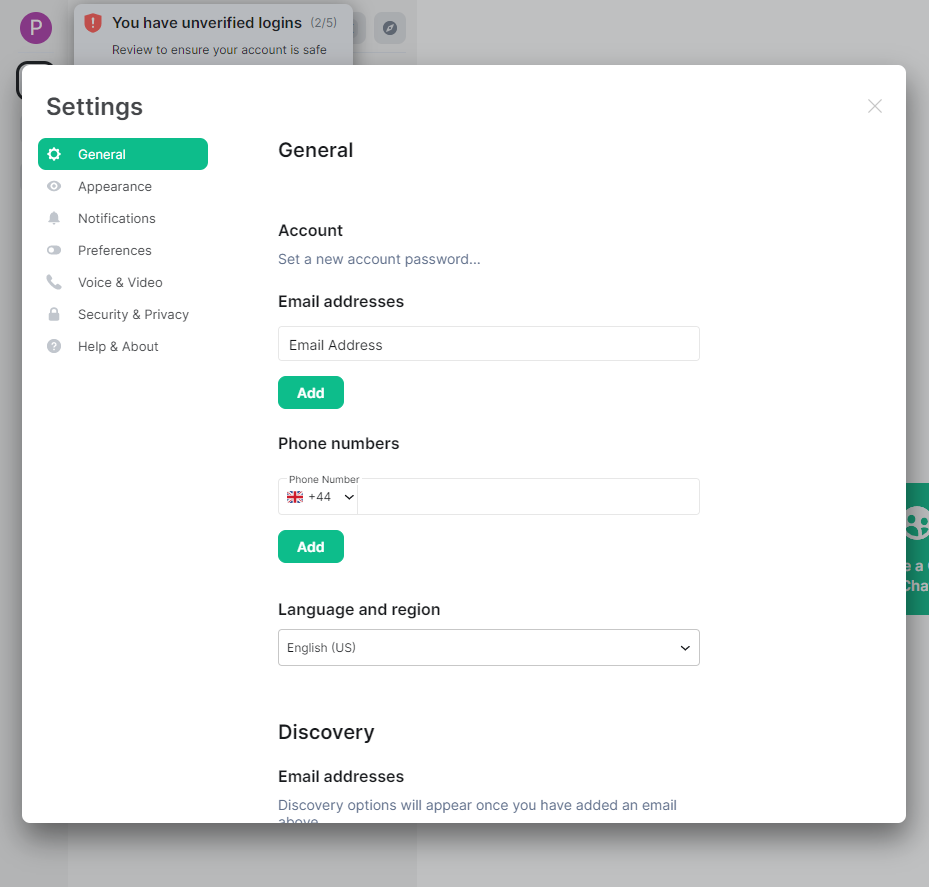 P
You have unverified logins (2/5)
Review to ensure your account is safe
Settings
General
Appearance
Notifications
Preferences
Voice & Video
Security & Privacy
Help & About
General
Account
Set a new account password...
Email addresses
Email Address
Add
Phone numbers
Phone Number
+44
Add
Language and region
English (US)
Discovery
Email addresses
Discovery options will appear once you have added an email
above
e a
Cha